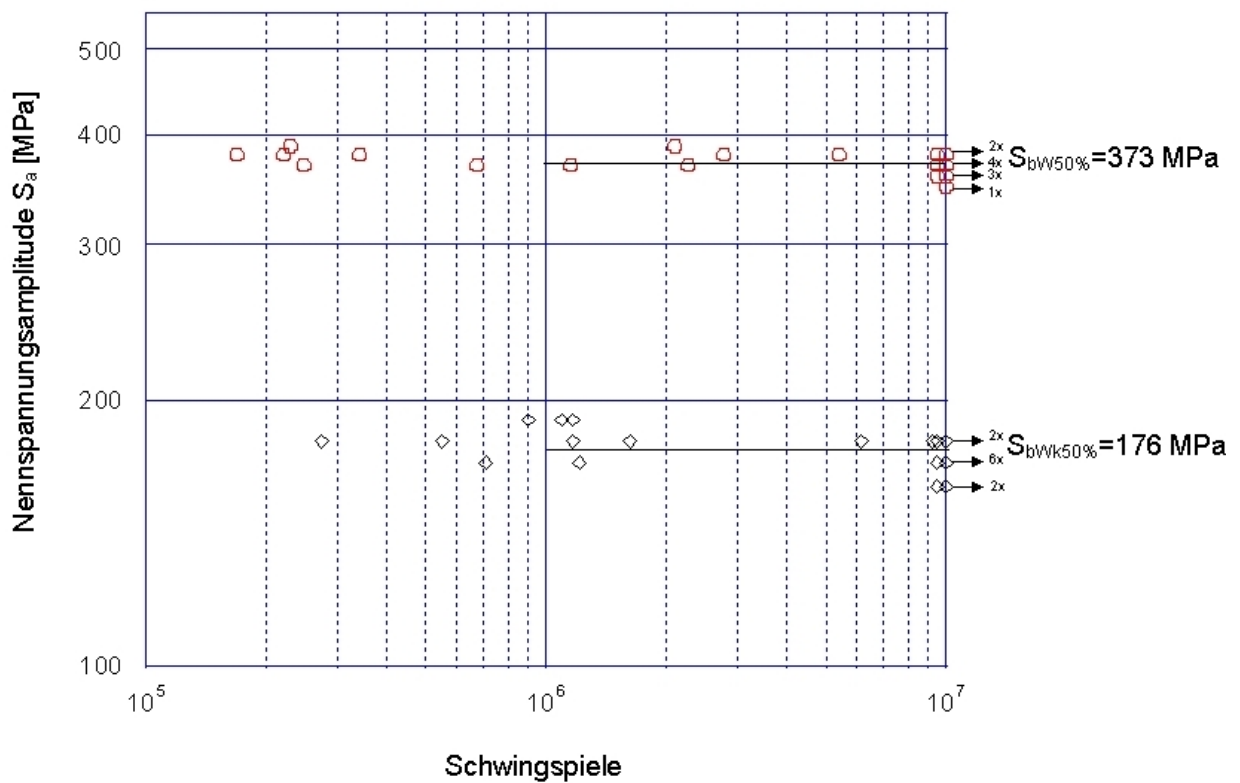 500
400
300
200
100
Nennspannungsamplitude Sa [MPa]
2x
4x
3x
1x
SbW50%=373 MPa
2x
6x
2x
SbWk50%=176 MPa
10^5
10^6
10^7
Schwingspiele